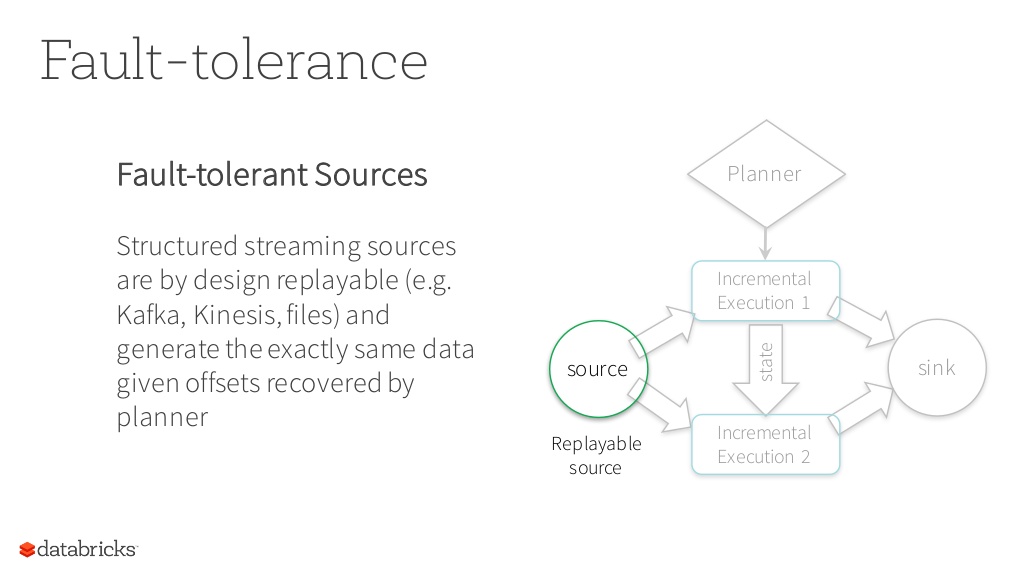 Fault-tolerance
Fault-tolerant Sources
Structured streaming sources
are by design replayable (e.g.
Kafka, Kinesis, files) and
generate the exactly same data
given offsets recovered by
planner
Planner
Incremental
Execution 1
source
state
sink
Replayable
source
Incremental
Execution 2
databricks